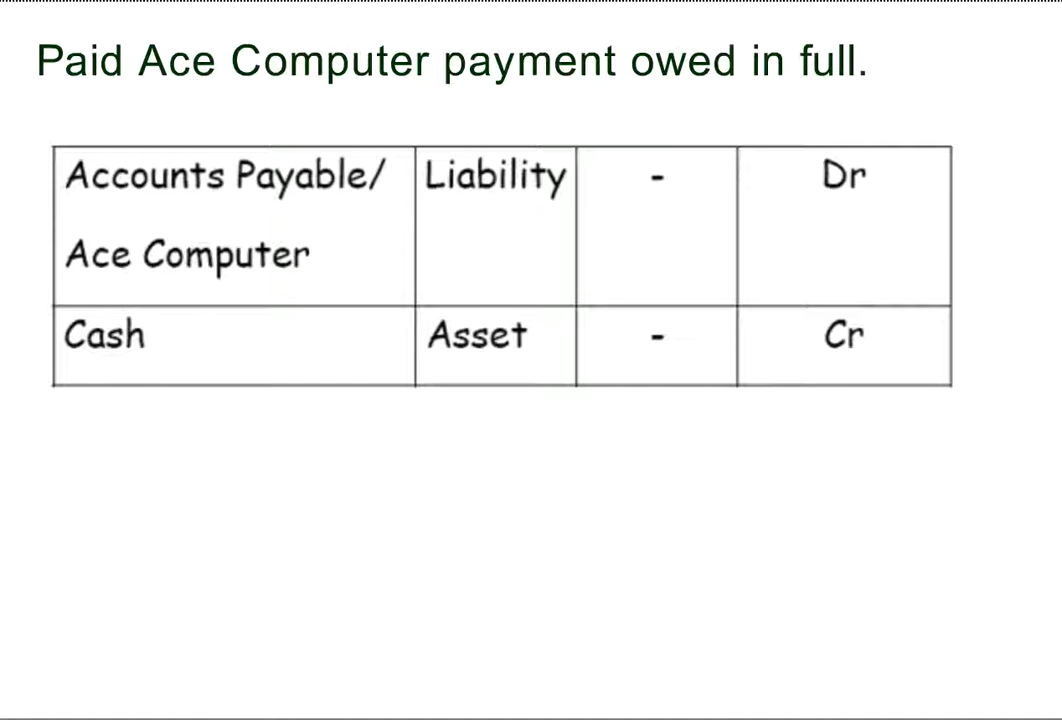 Paid Ace Computer payment owed in full.
Accounts Payable/ Liability - Dr
Ace Computer
Cash Asset - Cr